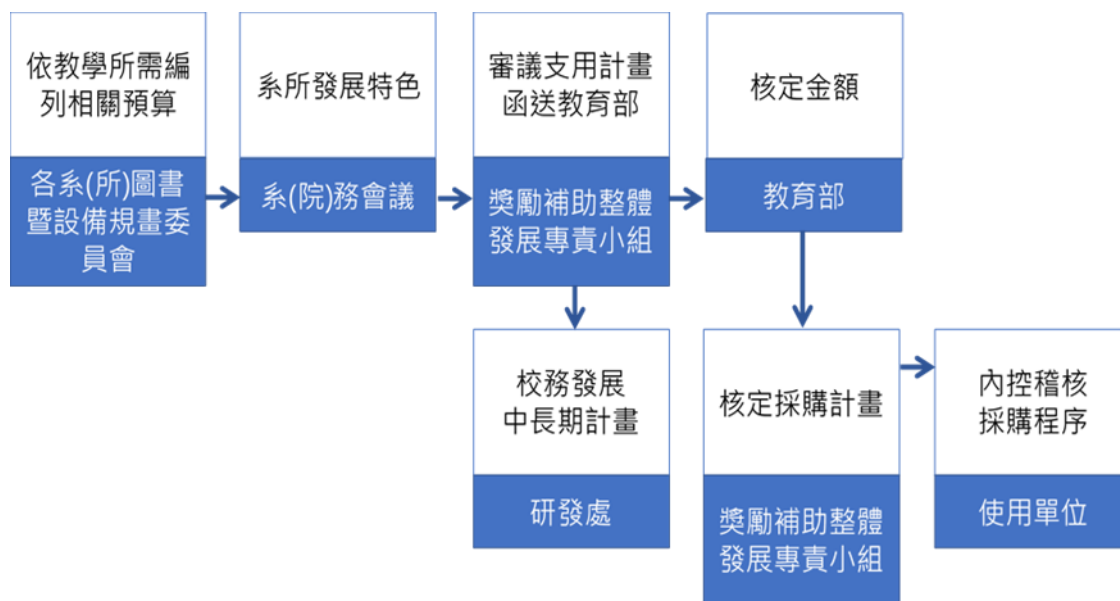 依教學所需編
列相關預算
各系(所)圖書
暨設備規畫委
員會
系所發展特色
系(院)務會議
審議支用計畫
函送教育部
獎勵補助整體
發展專責小組
核定金額
教育部
校務發展
中長期計畫
研發處
核定採購計畫
獎勵補助整體
發展專責小組
內控稽核
採購程序
使用單位